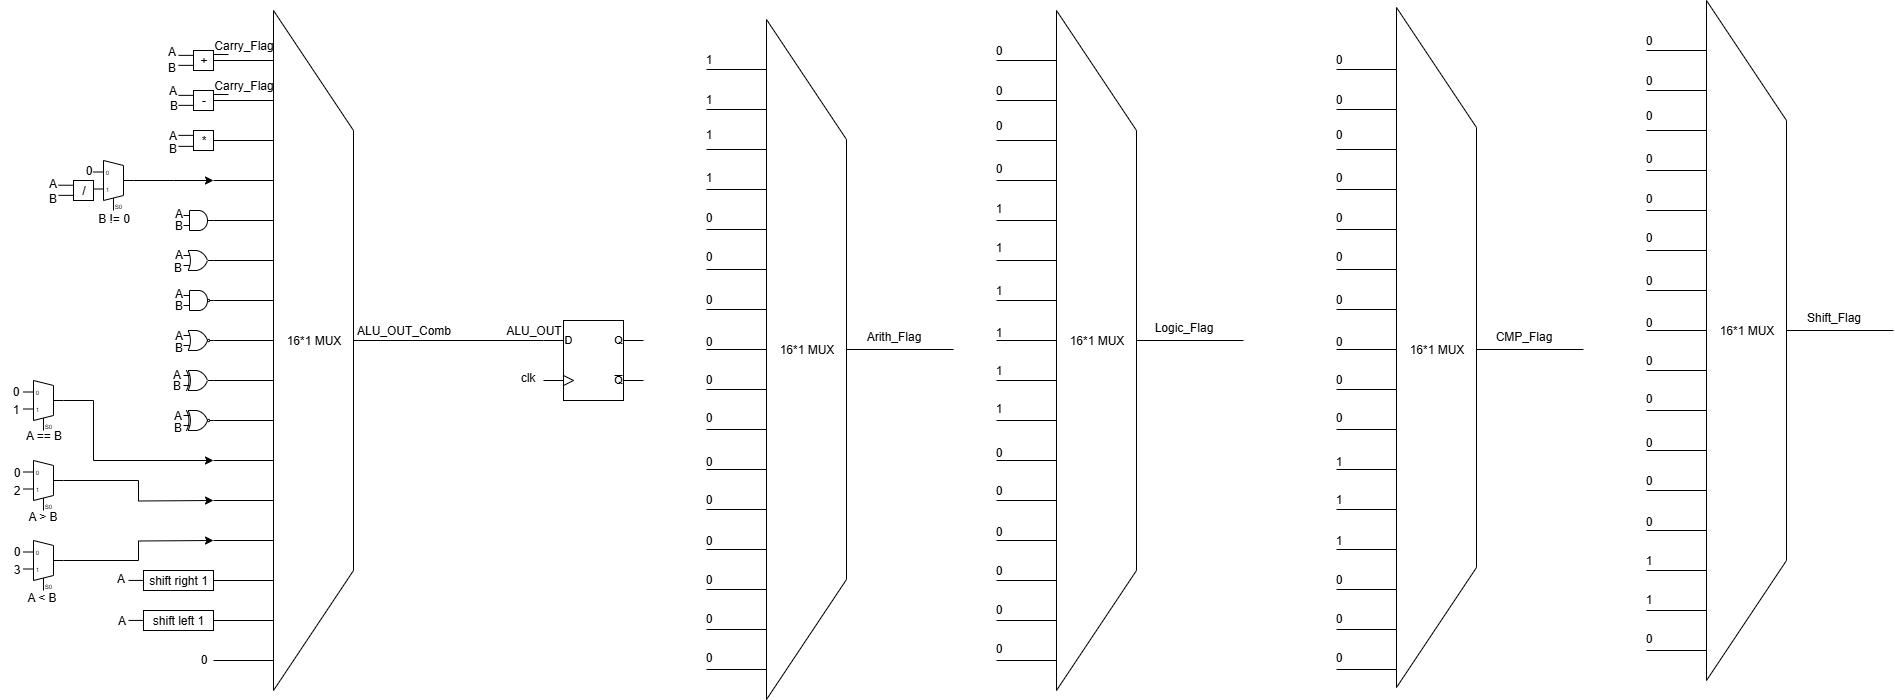 A
B
+
Carry_Flag
A
B
-
Carry_Flag
A
B
*
A
B
/
0
0
1
S0
B != 0
A
B
A
B
A
B
A
B
A
B
A
B
0
1
0
1
S0
A == B
0
2
0
1
S0
A > B
0
3
0
1
S0
A < B
A
shift right 1
A
shift left 1
0
16*1 MUX
ALU_OUT_Comb
ALU_OUT
D
Q
clk
Q
1
1
1
1
0
0
0
0
0
0
0
0
0
0
0
0
16*1 MUX
Arith_Flag
0
0
0
0
1
1
1
1
1
1
0
0
0
0
0
0
16*1 MUX
Logic_Flag
0
0
0
0
0
0
0
0
0
0
1
1
1
0
0
0
16*1 MUX
CMP_Flag
0
0
0
0
0
0
0
0
0
0
0
0
0
1
1
0
16*1 MUX
Shift_Flag